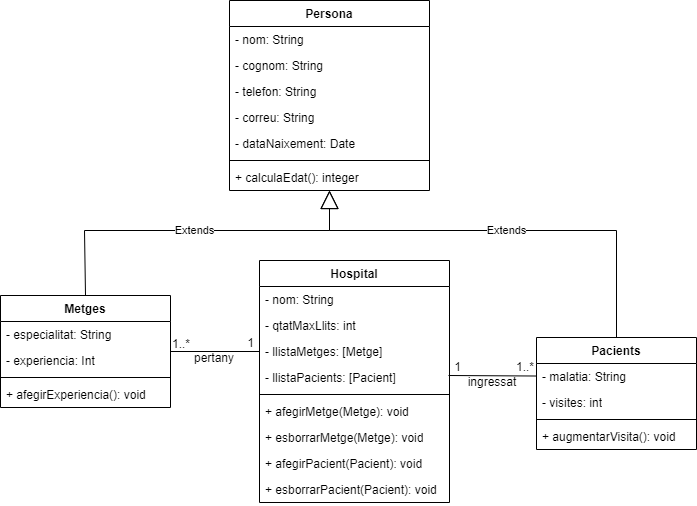 Persona
- nom: String
- cognom: String
- telefon: String
- correu: String
- dataNaixement: Date
+ calculaEdat(): integer
Extends
Extends
Metges
- especialitat: String
- experiencia: Int
+ afegirExperiencia(): void
1..*
1
pertany
Hospital
- nom: String
- qtatMaxLlits: int
- llistaMetges: [Metge]
- llistaPacients: [Pacient]
+ afegirMetge(Metge): void
+ esborrarMetge(Metge): void
+ afegirPacient(Pacient): void
+ esborrarPacient(Pacient): void
1
1..*
ingressat
Pacients
- malatia: String
- visites: int
+ augmentarVisita(): void